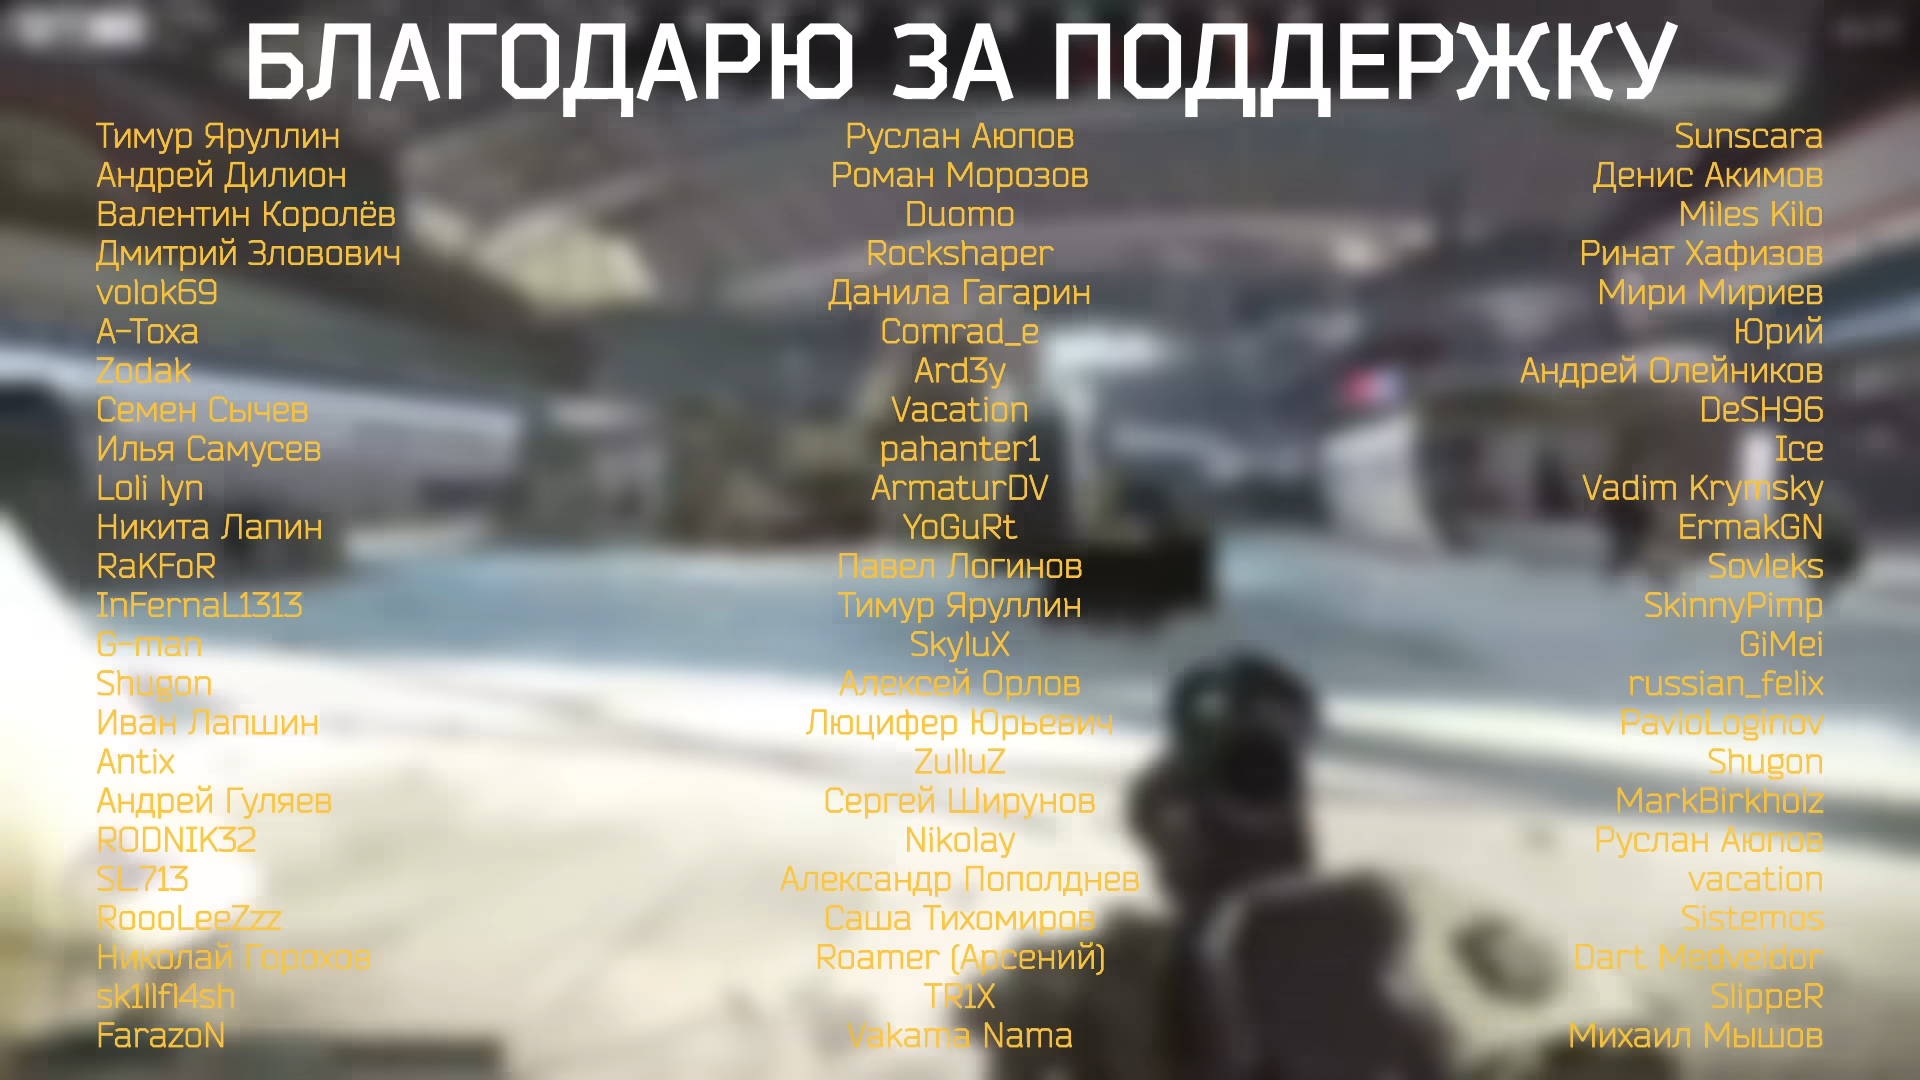 БЛАГОДАРЮ ЗА ПОДДЕРЖКУ
Тимур Яруллин
Андрей Дилион
Валентин Королёв
Дмитрий Зловович
volok69
A-Toxa
Zodak
Семен Сычев
Илья Самусев
Loli lyn
Никита Лапин
RaKFoR
InFernaL1313
G-man
Shugon
Иван Лапшин
Antix
Андрей Гуляев
RODNIK32
SL713
RoooLeeZzz
Николай Горохов
sk1llfl4sh
FarazoN
Руслан Аюпов
Роман Морозов
Duomo
Rockshaper
Данила Гагарин
Comrad_e
Ard3y
Vacation
pahanter1
ArmaturDV
YoGuRt
Павел Логинов
Тимур Яруллин
SkyluX
Алексей Орлов
Люцифер Юрьевич
ZulluZ
Сергей Ширунов
Nikolay
Александр Пополднев
Саша Тихомиров
Roamer (Арсений)
TR1X
Vakama Nama
Sunscara
Денис Акимов
Miles Kilo
Ринат Хафизов
Мири Мириев
Юрий
Андрей Олейников
DeSH96
Ice
Vadim Krymsky
ErmakGN
Sovleks
SkinnyPimp
GiMei
russian_felix
PavloLoginov
Shugon
MarkBirkholz
Руслан Аюпов
vacation
Sistemos
Dart Medveidor
SlippeR
Михаил Мышов